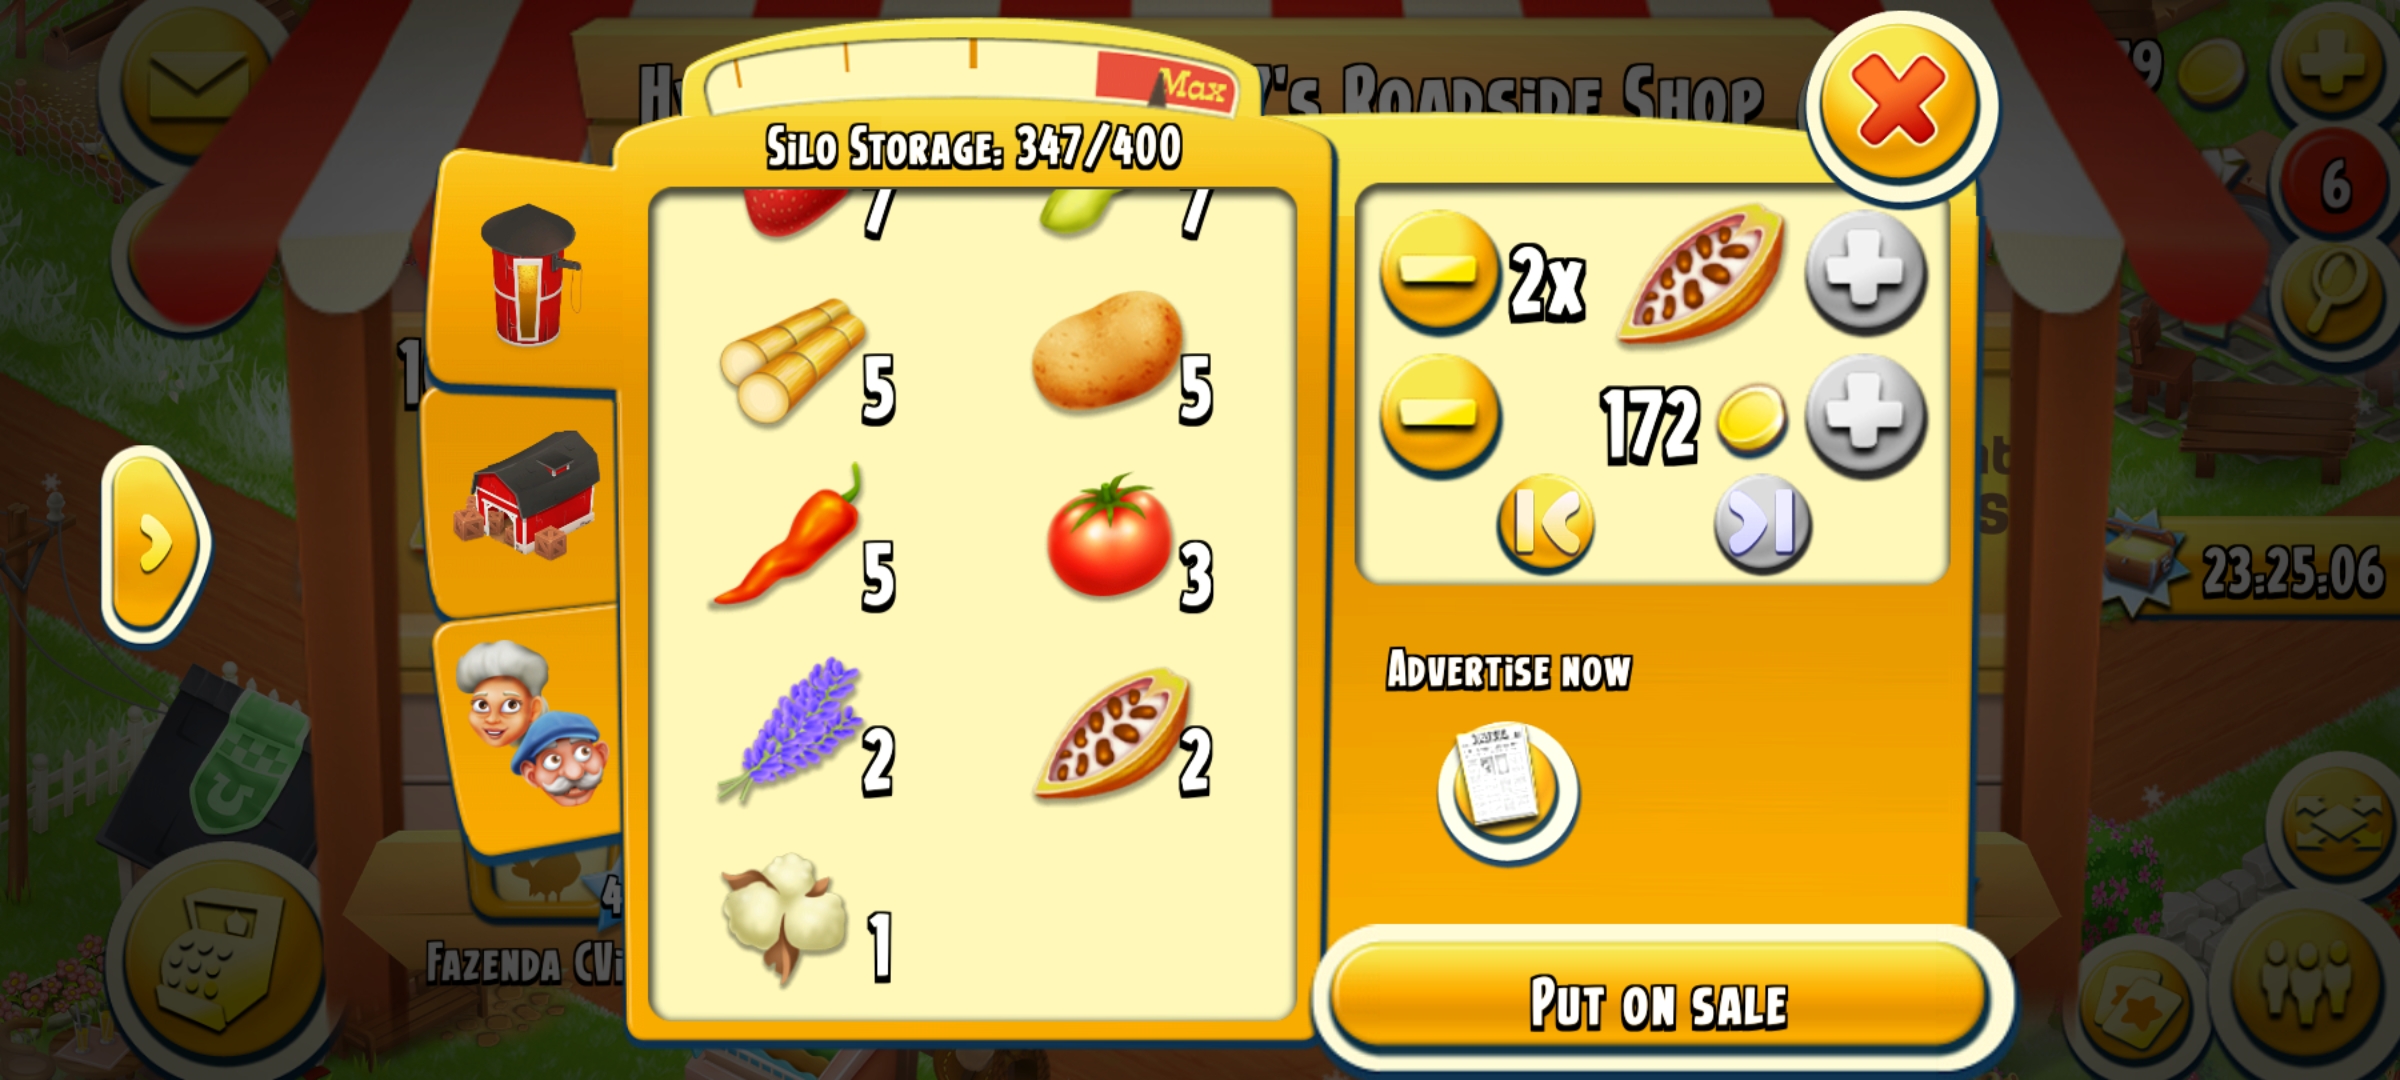 Max
's Roadside Shop
Silo Storage: 347/400
7
7
2x
6
5
5
172
5
3
23:25:06
Advertise now
2
2
1
Fazenda CVi
Put on sale